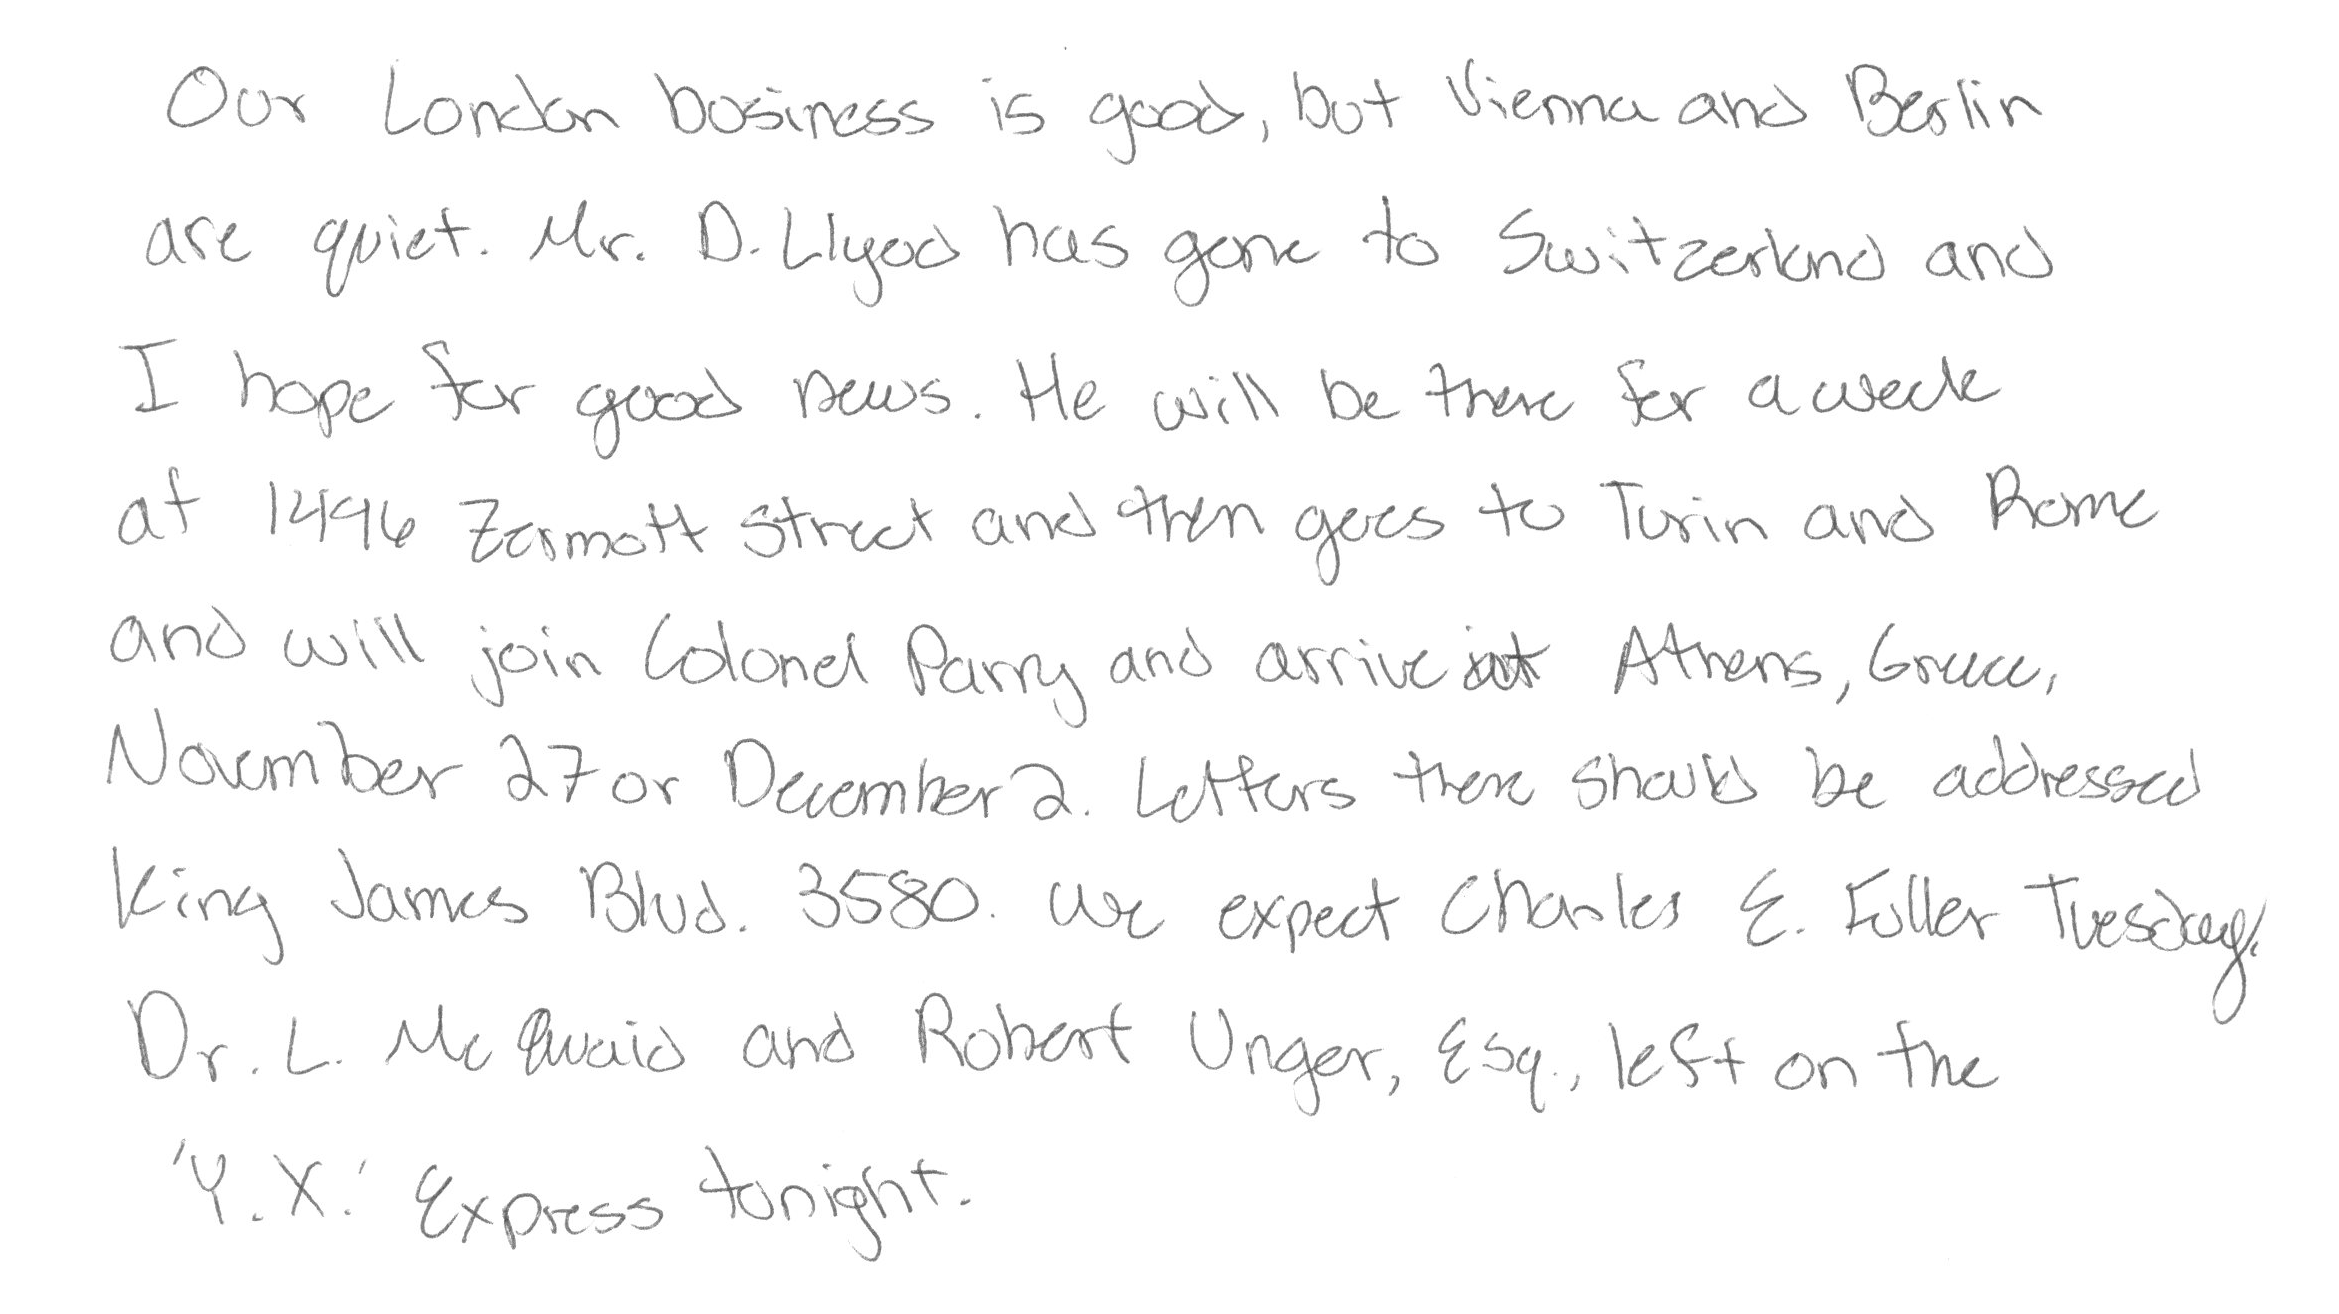 Our London business is good, but Vienna and Berlin
are quiet. Mr. D. Llyod has gone to Switzerland and
I hope for good news. He will be there for a week
at 1496 Zermott street and then goes to Turin and Rome
and will join Colonel Parry and arrive at Athens, Greece,
November 27 or December 2. Letters there should be addressed
King James Blvd. 3580. We expect Charles E. Fuller Tuesday.
Dr. L. McQuaid and Robert Unger, Esq., left on the
'Y.X.' Express tonight.